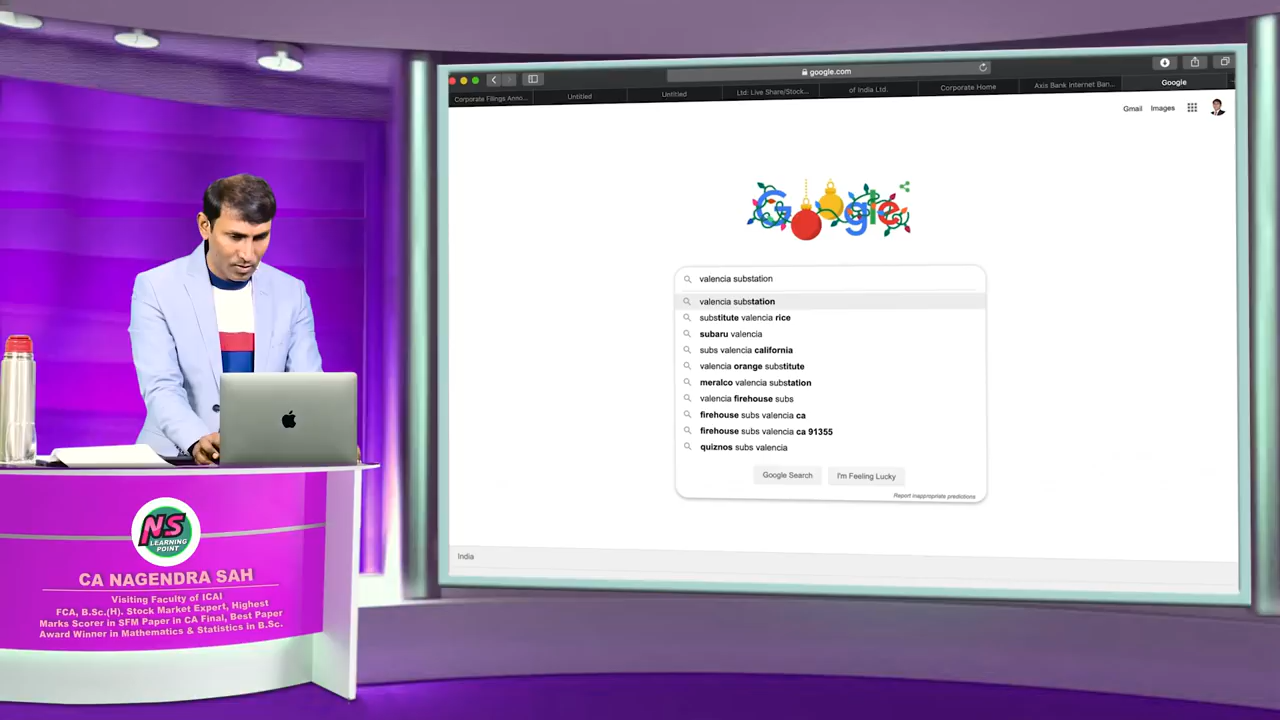 google.com
Corporate Filings Anno...
Untitled
Untitled
Ltd: Live Share/Stock...
of India Ltd.
Corporate Home
Axis Bank Internet Ban...
Google
Gmail Images
Google
valencia substation
valencia substation
substitute valencia rice
subaru valencia
subs valencia california
valencia orange substitute
meralco valencia substation
valencia firehouse subs
firehouse subs valencia ca
firehouse subs valencia ca 91355
quiznos subs valencia
Google Search I'm Feeling Lucky
Report inappropriate predictions
India
NS
LEARNING
POINT
CA NAGENDRA SAH
Visiting Faculty of ICAI
FCA, B.Sc.(H). Stock Market Expert, Highest
Marks Scorer in SFM Paper in CA Final, Best Paper
Award Winner in Mathematics & Statistics in B.Sc.